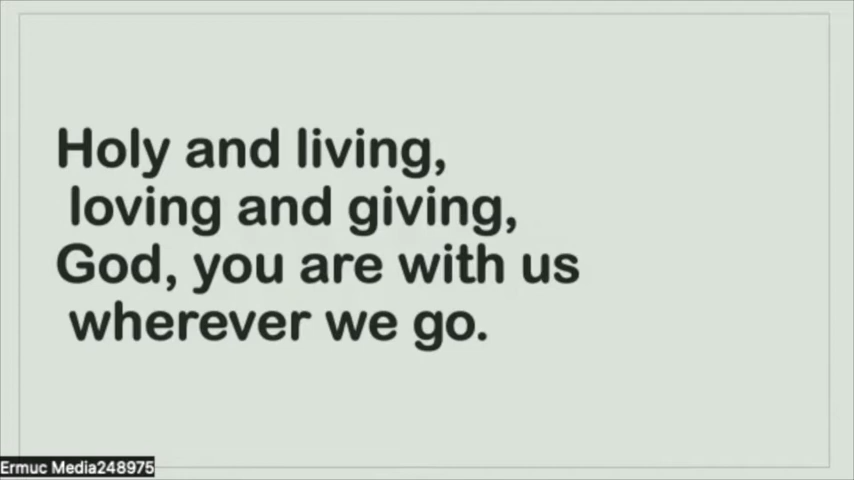 Holy and living,
loving and giving,
God, you are with us
wherever we go.
Ermuc Media248975